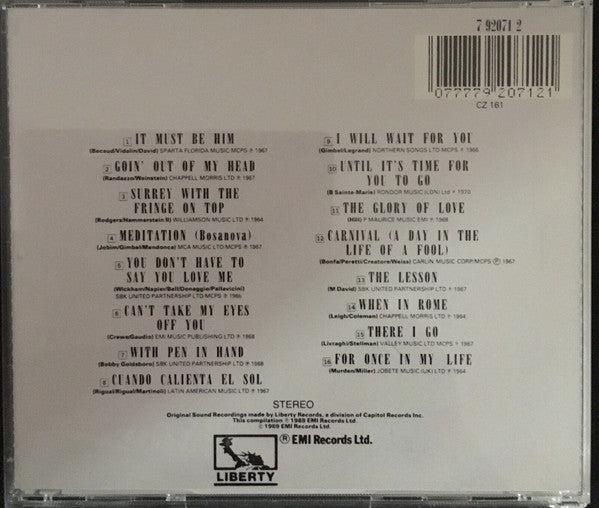 7 92071 2
077779207121
CZ 161
1 IT MUST BE HIM
(Becaud/Vidalin/David) SPARTA FLORIDA MUSIC MCPS ℗ 1967
2 GOIN' OUT OF MY HEAD
(Randazzo/Weinstein) CHAPPELL MORRIS LTD ℗ 1967
3 SURREY WITH THE
FRINGE ON TOP
(Rodgers/Hammerstein II) WILLIAMSON MUSIC LTD ℗ 1964
4 MEDITATION (Bosanova)
(Jobim/Gimbel/Mendonca) MCA MUSIC LTD/MCPS ℗ 1967
5 YOU DON'T HAVE TO
SAY YOU LOVE ME
(Wickham/Napier/Bell/Donaggio/Pallavicini)
SBK UNITED PARTNERSHIP LTD/MCPS ℗ 1966
6 CAN'T TAKE MY EYES
OFF YOU
(Crewe/Gaudio) EMI MUSIC PUBLISHING LTD ℗ 1968
7 WITH PEN IN HAND
(Bobby Goldsboro) SBK UNITED PARTNERSHIP LTD ℗ 1968
8 CUANDO CALIENTA EL SOL
(Rigual/Rigual/Martinoli) LATIN AMERICAN MUSIC LTD ℗ 1967
9 I WILL WAIT FOR YOU
(Gimbel/Legrand) NORTHERN SONGS LTD MCPS ℗ 1966
10 UNTIL IT'S TIME FOR
YOU TO GO
(B Sainte-Marie) RONDOR MUSIC (LDN) Ltd ℗ 1970
11 THE GLORY OF LOVE
(Hill) P MAURICE MUSIC EMI ℗ 1968
12 CARNIVAL (A DAY IN THE
LIFE OF A FOOL)
(Bonfa/Peretti/Creatore/Weiss) CARLIN MUSIC CORP/MCPS ℗ 1967
13 THE LESSON
(M David) SBK UNITED PARTNERSHIP LTD ℗ 1967
14 WHEN IN ROME
(Leigh/Coleman) CHAPPELL MORRIS LTD ℗ 1964
15 THERE I GO
(Livraghi/Stellman) VALLEY MUSIC LTD/MCPS ℗ 1967
16 FOR ONCE IN MY LIFE
(Murden/Miller) JOBETE MUSIC (UK) LTD ℗ 1964
STEREO
Original Sound Recordings made by Liberty Records, a division of Capitol Records Inc.
This compilation ℗ 1989 EMI Records Ltd.
© 1989 EMI Records Ltd.
LIBERTY
® EMI Records Ltd.